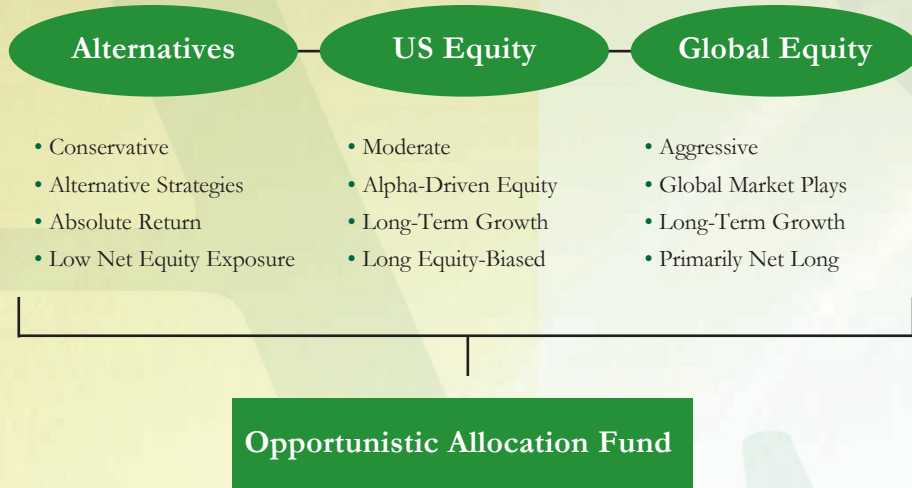 Alternatives
US Equity
Global Equity
• Conservative
• Alternative Strategies
• Absolute Return
• Low Net Equity Exposure
• Moderate
• Alpha-Driven Equity
• Long-Term Growth
• Long Equity-Biased
• Aggressive
• Global Market Plays
• Long-Term Growth
• Primarily Net Long
Opportunistic Allocation Fund